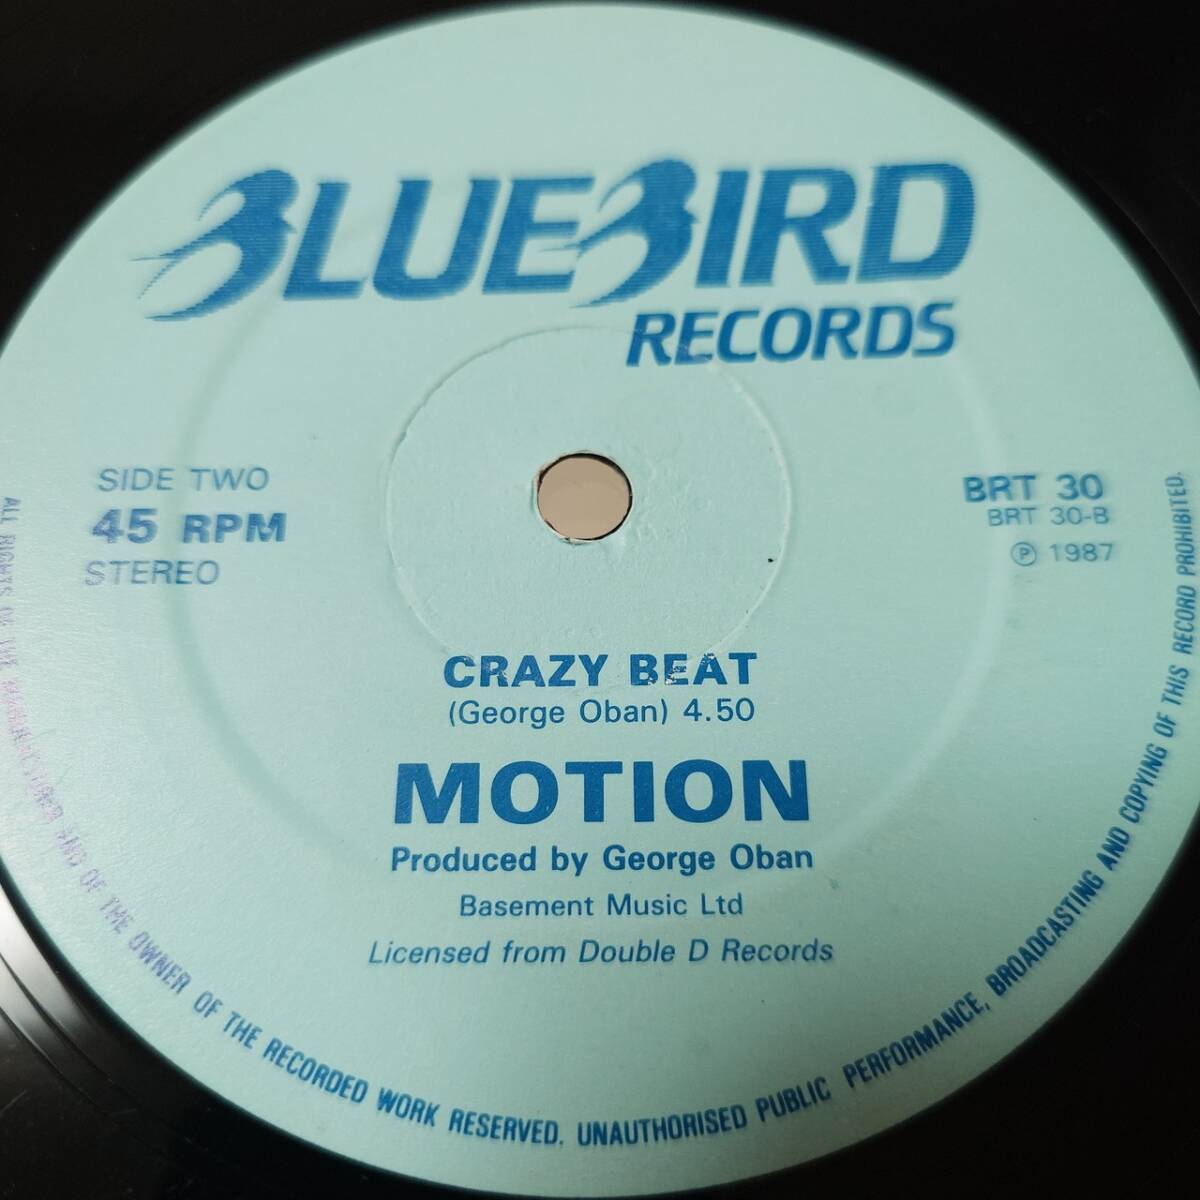 BLUEBIRD
RECORDS
SIDE TWO
45 RPM
STEREO
BRT 30
BRT 30-B
Ⓟ 1987
CRAZY BEAT
(George Oban) 4.50
MOTION
Produced by George Oban
Basement Music Ltd
Licensed from Double D Records
ALL RIGHTS OF THE MANUFACTURER AND OF THE OWNER OF THE RECORDED WORK RESERVED. UNAUTHORISED PUBLIC PERFORMANCE, BROADCASTING AND COPYING OF THIS RECORD PROHIBITED.